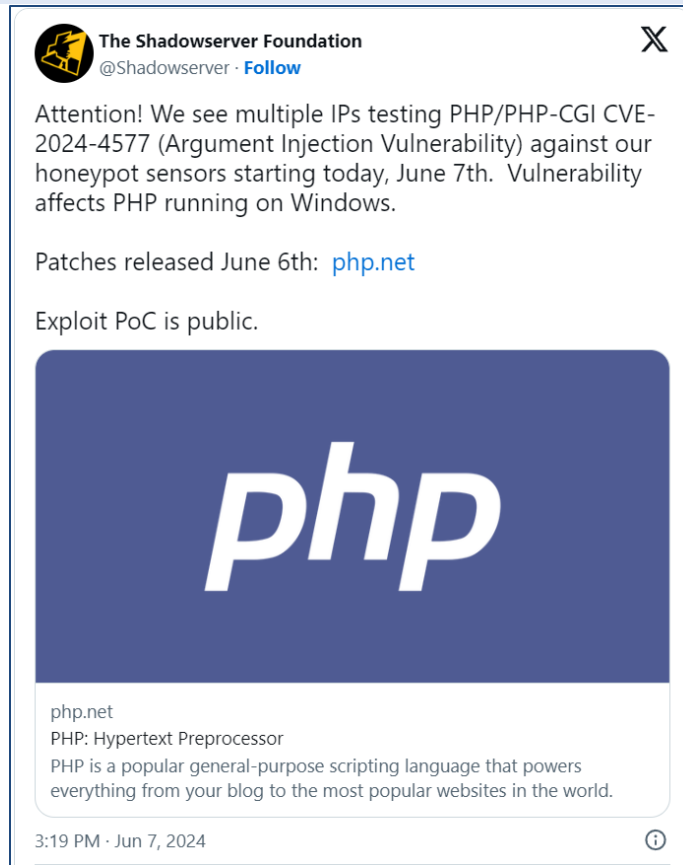 The Shadowserver Foundation
@Shadowserver · Follow
Attention! We see multiple IPs testing PHP/PHP-CGI CVE-
2024-4577 (Argument Injection Vulnerability) against our
honeypot sensors starting today, June 7th.  Vulnerability
affects PHP running on Windows.
Patches released June 6th:  php.net
Exploit PoC is public.
php
php.net
PHP: Hypertext Preprocessor
PHP is a popular general-purpose scripting language that powers
everything from your blog to the most popular websites in the world.
3:19 PM · Jun 7, 2024